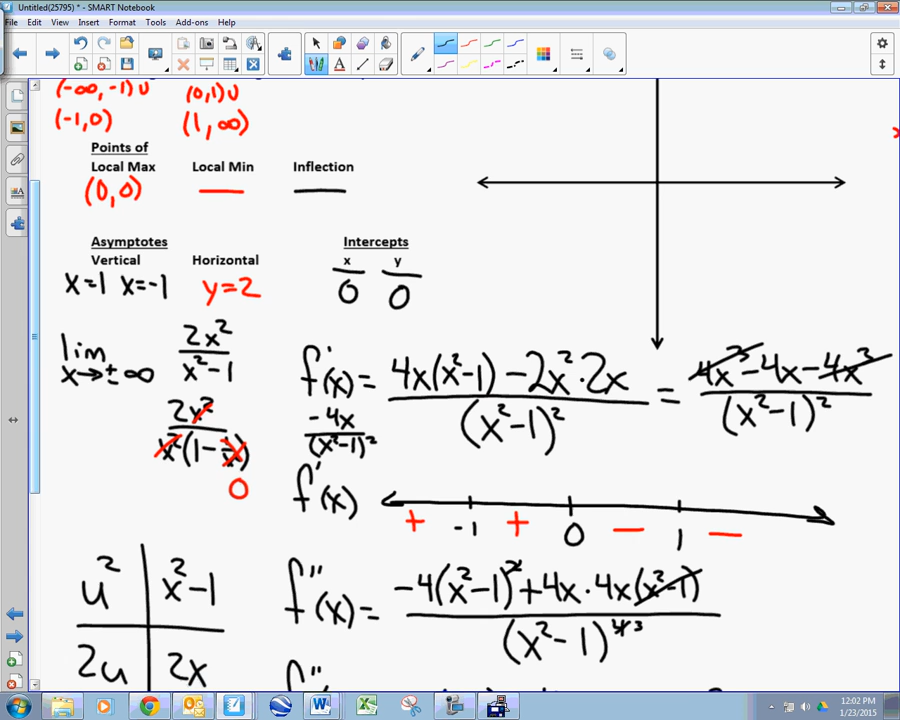 Untitled(25795) * - SMART Notebook
File Edit View Insert Format Tools Add-ons Help
(-∞, -1) ∪ (0, 1) ∪
(-1, 0) (1, ∞)
Points of
Local Max Local Min Inflection
(0, 0) — —
Asymptotes Intercepts
Vertical Horizontal x y
x=1 x=-1 y=2 0 0
lim x→±∞ 2x²/(x²-1)
2x²/(x²(1-1/x²))
0
f'(x) = (4x(x²-1) - 2x²·2x)/(x²-1)² = (4x³-4x-4x³)/(x²-1)²
-4x/(x²-1)²
f'(x)
+ -1 + 0 — 1 —
u² x²-1
2u 2x
f''(x) = (-4(x²-1)²+4x·4x(x²-1))/(x²-1)⁴ ³
f''
12:02 PM
1/23/2015